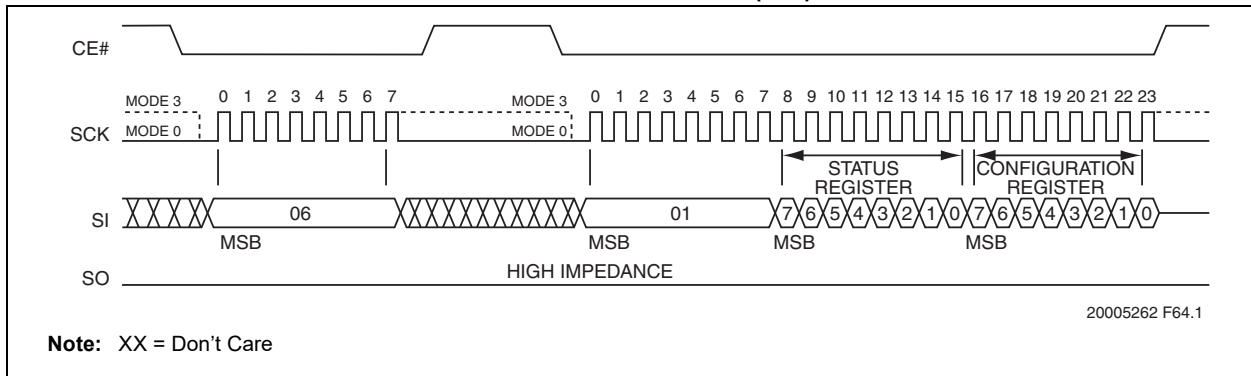 CE#
MODE 3 0 1 2 3 4 5 6 7 MODE 3 0 1 2 3 4 5 6 7 8 9 10 11 12 13 14 15 16 17 18 19 20 21 22 23
SCK MODE 0 MODE 0
STATUS REGISTER
CONFIGURATION REGISTER
SI X X X X 06 01 7 6 5 4 3 2 1 0 7 6 5 4 3 2 1 0
MSB MSB MSB MSB
SO HIGH IMPEDANCE
20005262 F64.1
Note: XX = Don't Care